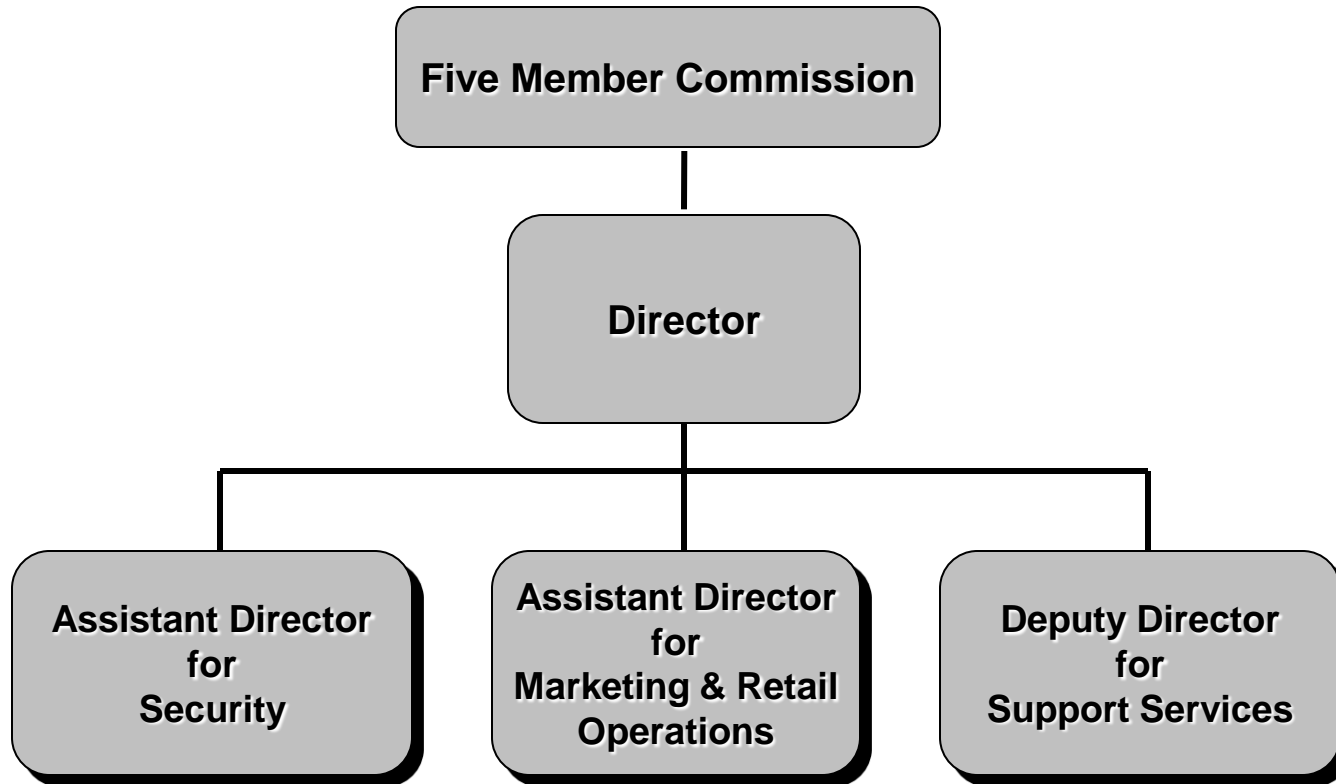 Five Member Commission
Director
Assistant Director
for
Security
Assistant Director
for
Marketing & Retail
Operations
Deputy Director
for
Support Services